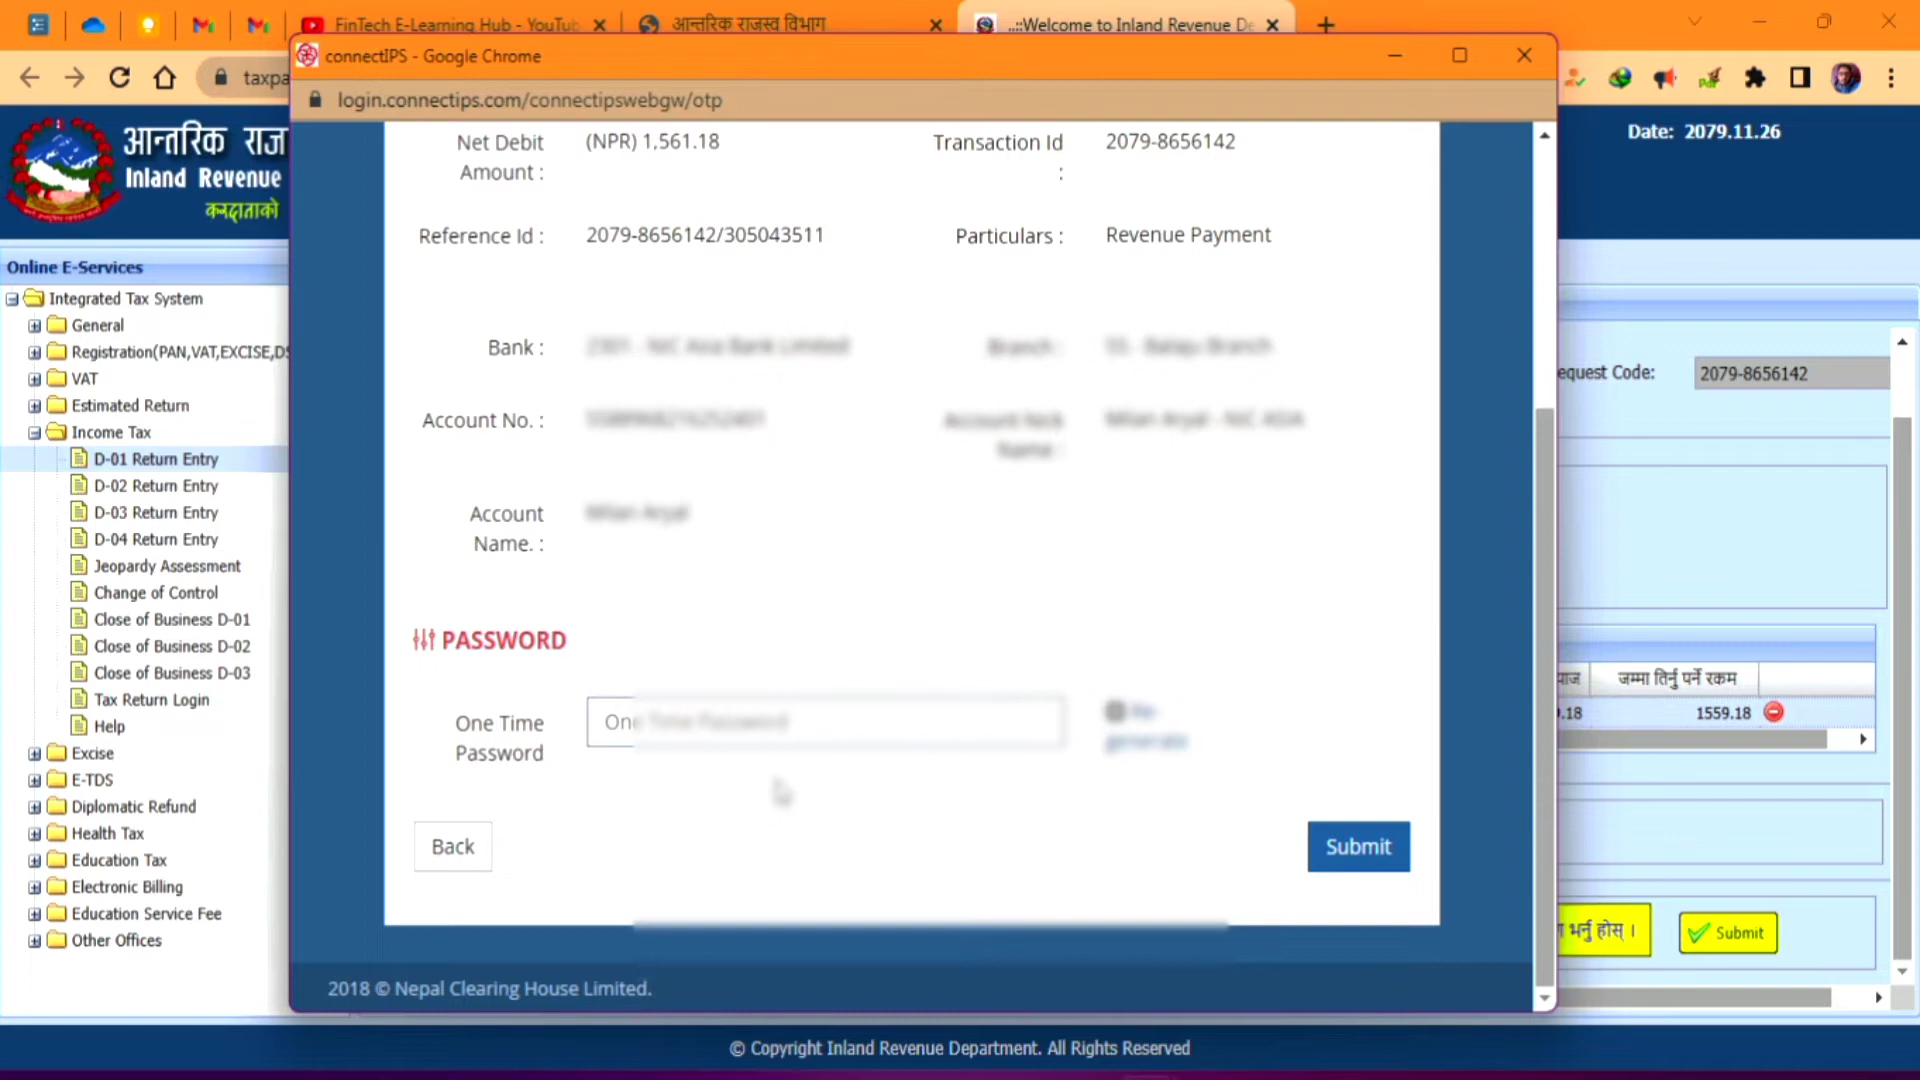 FinTech E-Learning Hub - YouTub
आन्तरिक राजस्व विभाग
..::Welcome to Inland Revenue De
connectIPS - Google Chrome
taxpa
login.connectips.com/connectipswebgw/otp
आन्तरिक राज
Inland Revenue
करदाताको
Date: 2079.11.26
Net Debit Amount : (NPR) 1,561.18 Transaction Id : 2079-8656142
Reference Id : 2079-8656142/305043511 Particulars : Revenue Payment
Online E-Services
Integrated Tax System
General
Registration(PAN,VAT,EXCISE,DS
VAT
Estimated Return
Income Tax
D-01 Return Entry
D-02 Return Entry
D-03 Return Entry
D-04 Return Entry
Jeopardy Assessment
Change of Control
Close of Business D-01
Close of Business D-02
Close of Business D-03
Tax Return Login
Help
Excise
E-TDS
Diplomatic Refund
Health Tax
Education Tax
Electronic Billing
Education Service Fee
Other Offices
Bank :
Account No. :
Account Name. :
PASSWORD
One Time Password
One Time Password
Back
Submit
equest Code: 2079-8656142
याज जम्मा तिर्नु पर्ने रकम
.18 1559.18
भर्नु होस् ।
Submit
2018 © Nepal Clearing House Limited.
© Copyright Inland Revenue Department. All Rights Reserved